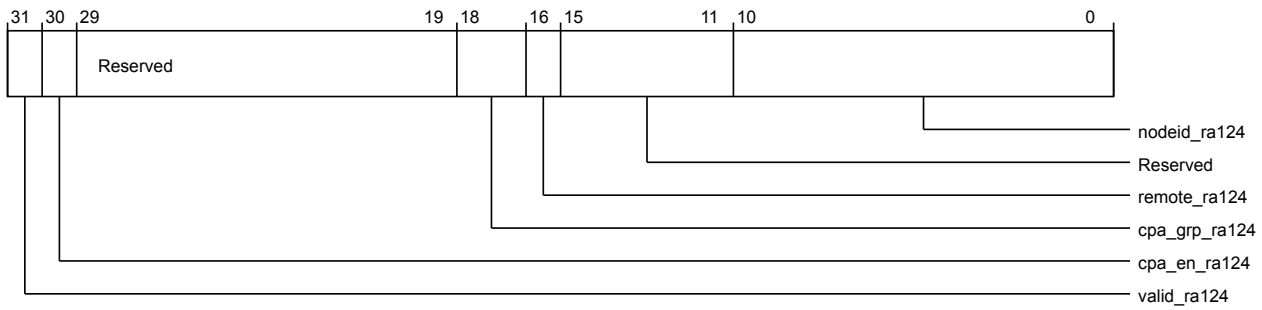 31 30 29 19 18 16 15 11 10 0
Reserved
nodeid_ra124
Reserved
remote_ra124
cpa_grp_ra124
cpa_en_ra124
valid_ra124